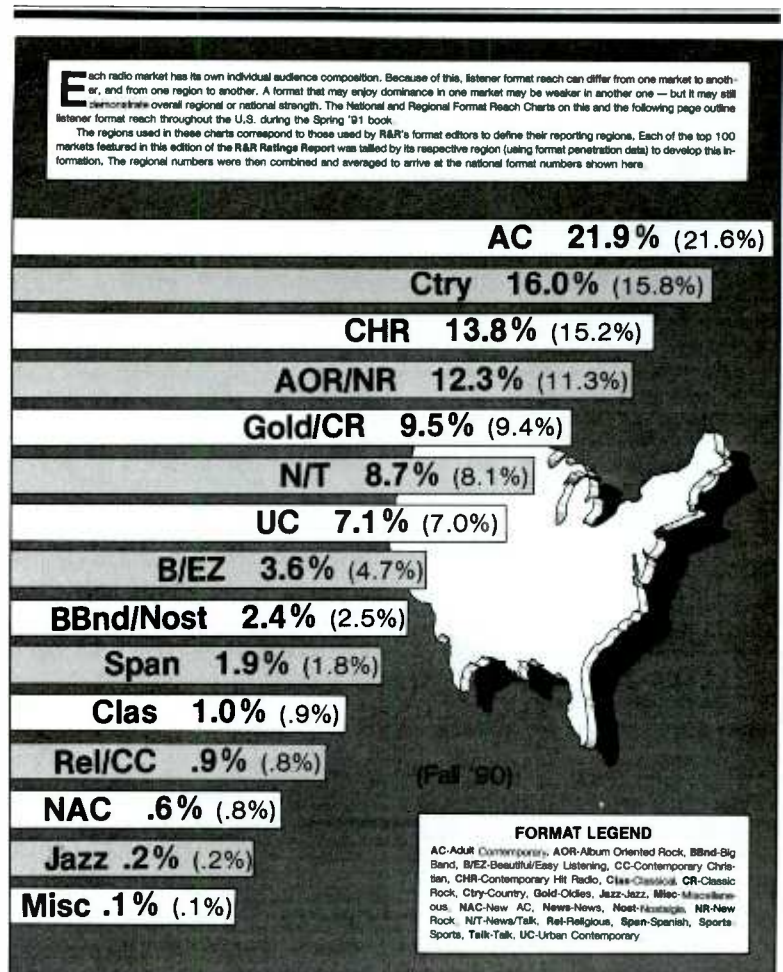 Each radio market has its own individual audience composition. Because of this, listener format reach can differ from one market to anoth-
er, and from one region to another. A format that may enjoy dominance in one market may be weaker in another one — but it may still
demonstrate overall regional or national strength. The National and Regional Format Reach Charts on this and the following page outline
listener format reach throughout the U.S. during the Spring '91 book
The regions used in these charts correspond to those used by R&R's format editors to define their reporting regions, Each of the top 100
markets featured in this edition of the R&R Ratings Report was tallied by its respective region (using format penetration data) to develop this in-
formation. The regional numbers were then combined and averaged to arrive at the national format numbers shown here
AC 21.9% (21.6%)
Ctry 16.0% (15.8%)
CHR 13.8% (15.2%)
AOR/NR 12.3% (11.3%)
Gold/CR 9.5% (9.4%)
N/T 8.7% (8.1%)
UC 7.1% (7.0%)
B/EZ 3.6% (4.7%)
BBnd/Nost 2.4% (2.5%)
Span 1.9% (1.8%)
Clas 1.0% (.9%)
Rel/CC .9% (.8%)
(Fall '90)
NAC .6% (.8%)
Jazz .2% (.2%)
Misc .1% (.1%)
FORMAT LEGEND
AC-Adult Contemporary, AOR-Album Oriented Rock, BBnd-Big
Band, B/EZ-Beautiful/Easy Listening, CC-Contemporary Chris-
tian, CHR-Contemporary Hit Radio, Clas-Classical, CR-Classic
Rock, Ctry-Country, Gold-Oldies, Jazz-Jazz, Misc-Miscellane-
ous, NAC-New AC, News-News, Nost-Nostalgia, NR-New
Rock, N/T-News/Talk, Rel-Religious, Span-Spanish, Sports-
Sports, Talk-Talk, UC-Urban Contemporary